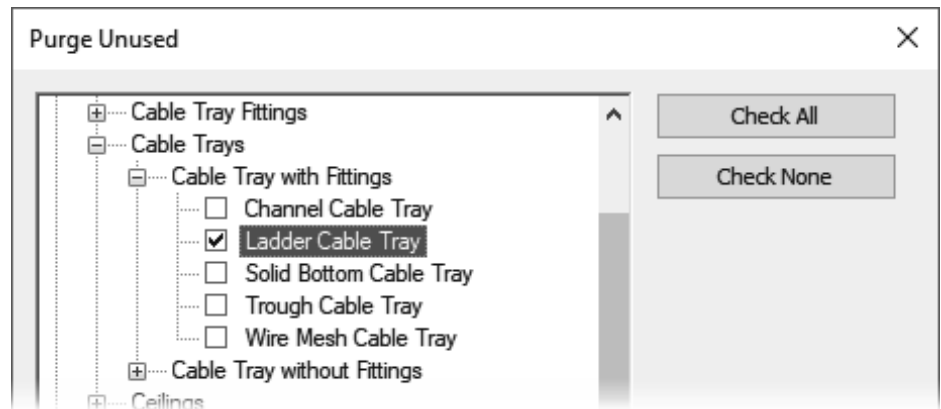 Purge Unused
Cable Tray Fittings
Cable Trays
Cable Tray with Fittings
Channel Cable Tray
Ladder Cable Tray
Solid Bottom Cable Tray
Trough Cable Tray
Wire Mesh Cable Tray
Cable Tray without Fittings
Ceilings
Check All
Check None